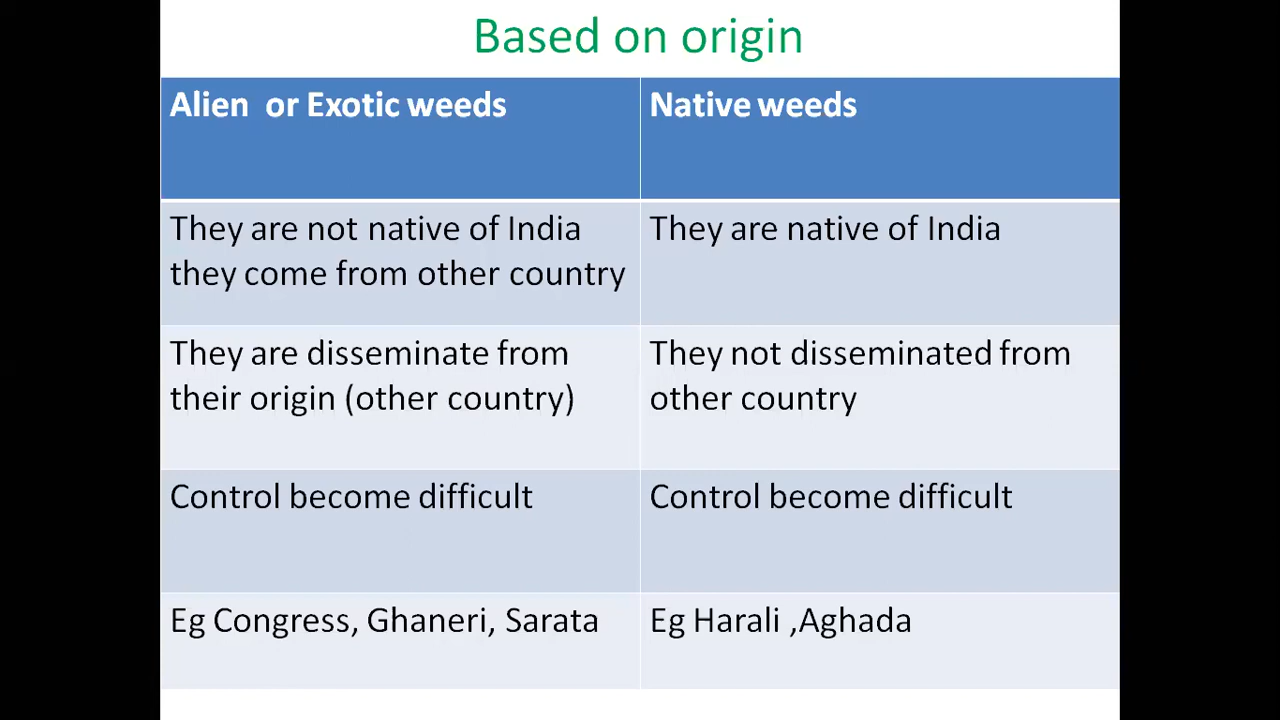 Based on origin
Alien or Exotic weeds
Native weeds
They are not native of India
they come from other country
They are native of India
They are disseminate from
their origin (other country)
They not disseminated from
other country
Control become difficult
Control become difficult
Eg Congress, Ghaneri, Sarata
Eg Harali ,Aghada